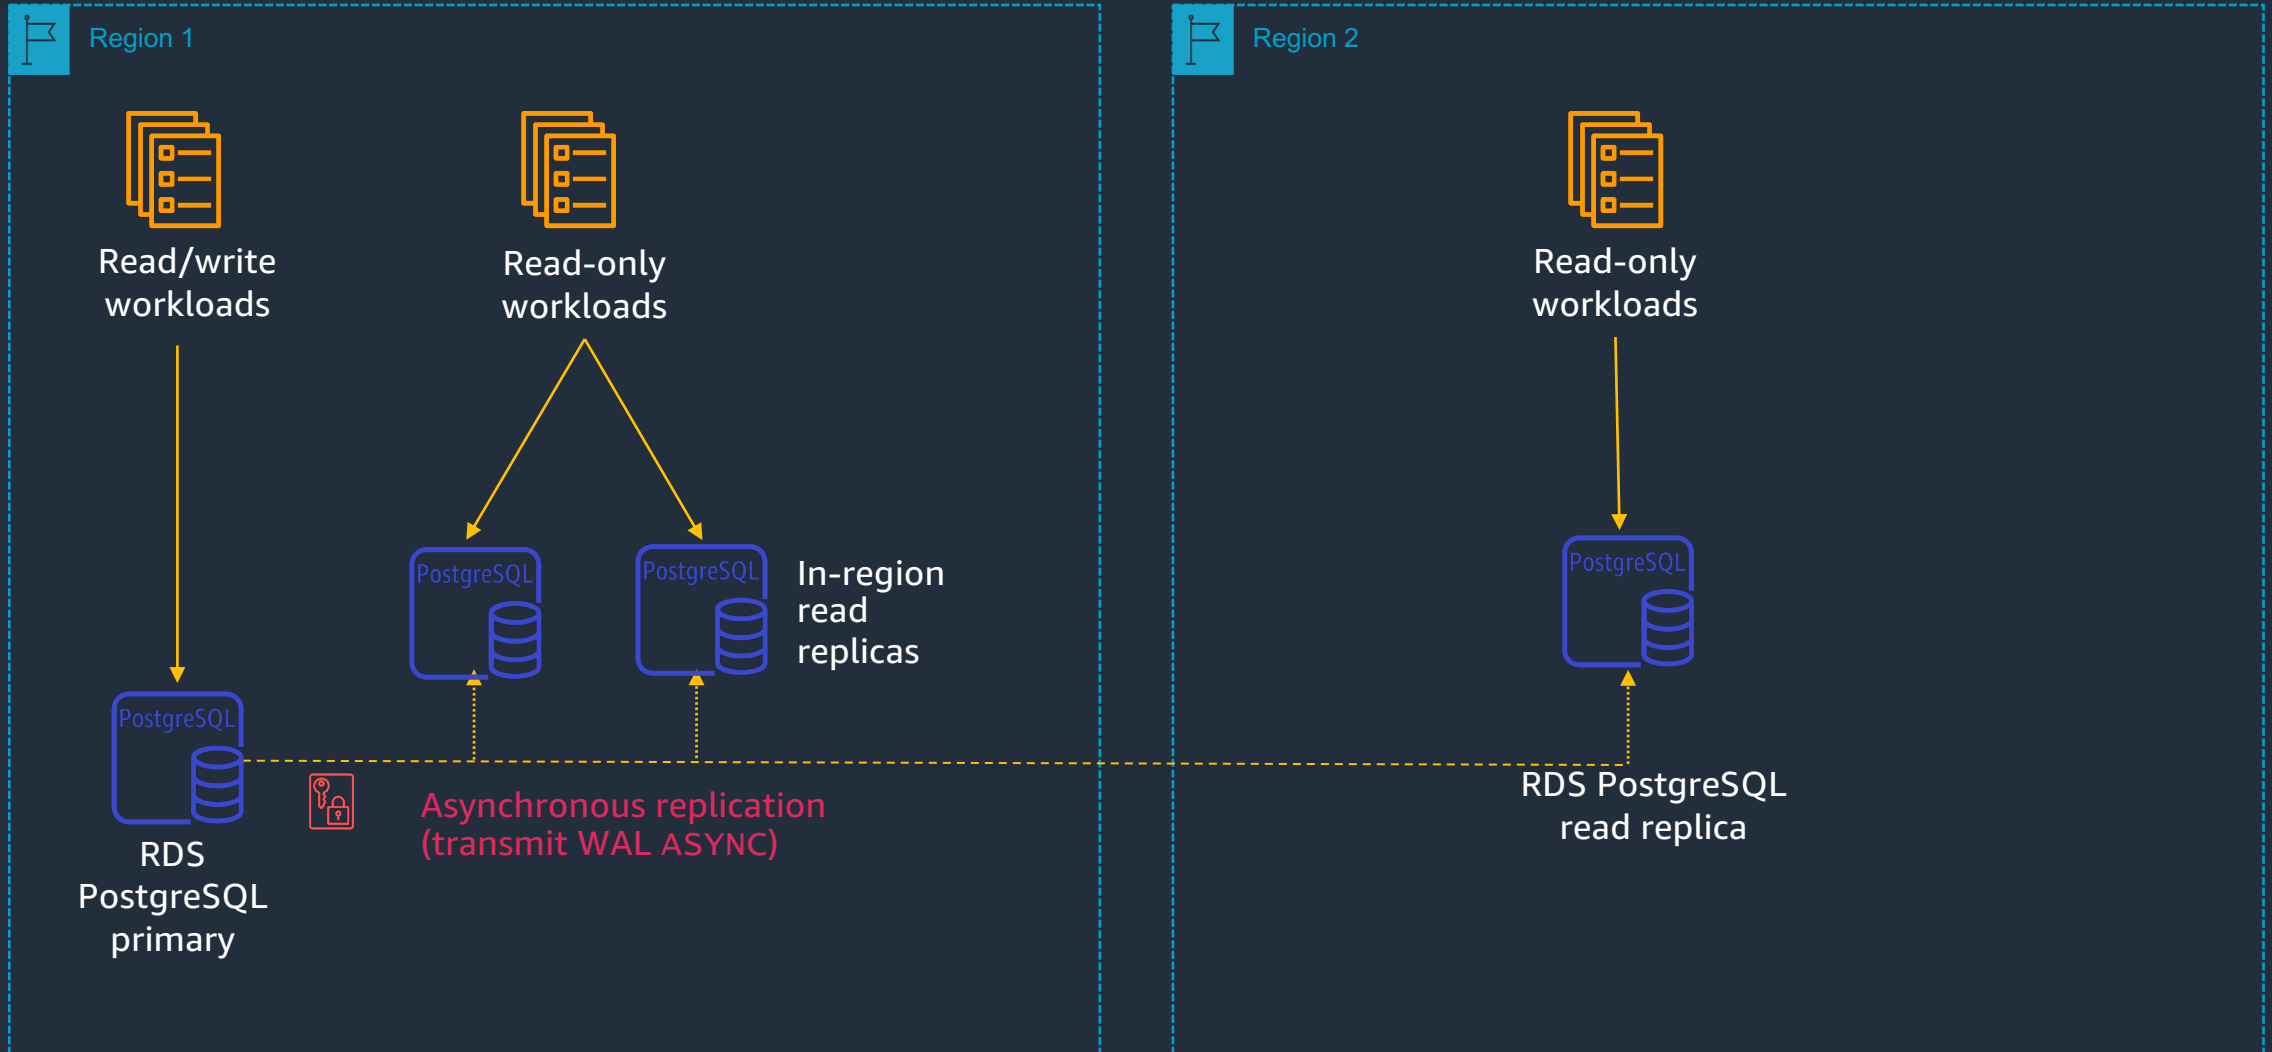 Region 1
Region 2
Read/write
workloads
Read-only
workloads
Read-only
workloads
PostgreSQL
PostgreSQL
In-region
read
replicas
PostgreSQL
PostgreSQL
RDS
PostgreSQL
primary
Asynchronous replication
(transmit WAL ASYNC)
RDS PostgreSQL
read replica